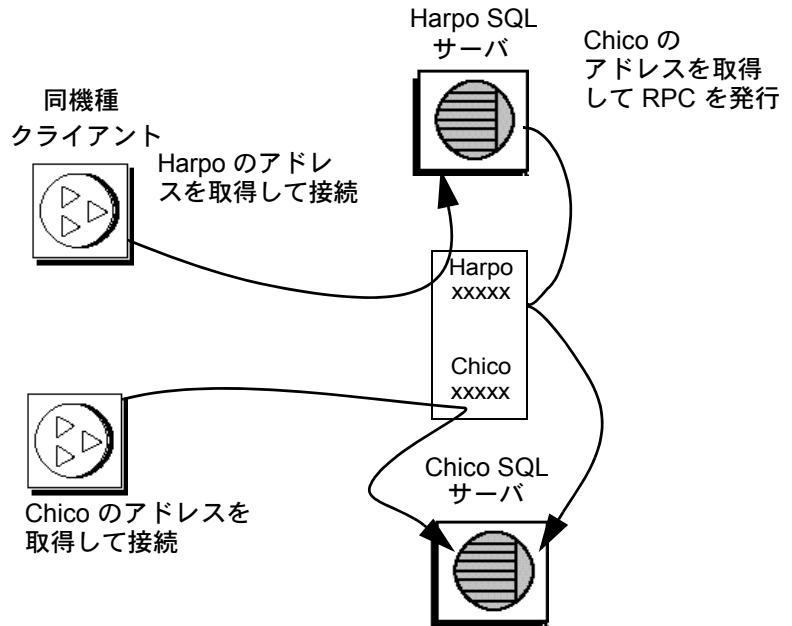 Harpo SQL
サーバ
Chico の
アドレスを取得
して RPC を発行
同機種
クライアント
Harpo のアドレ
スを取得して接続
Harpo
xxxxx
Chico
xxxxx
Chico SQL
サーバ
Chico のアドレスを
取得して接続